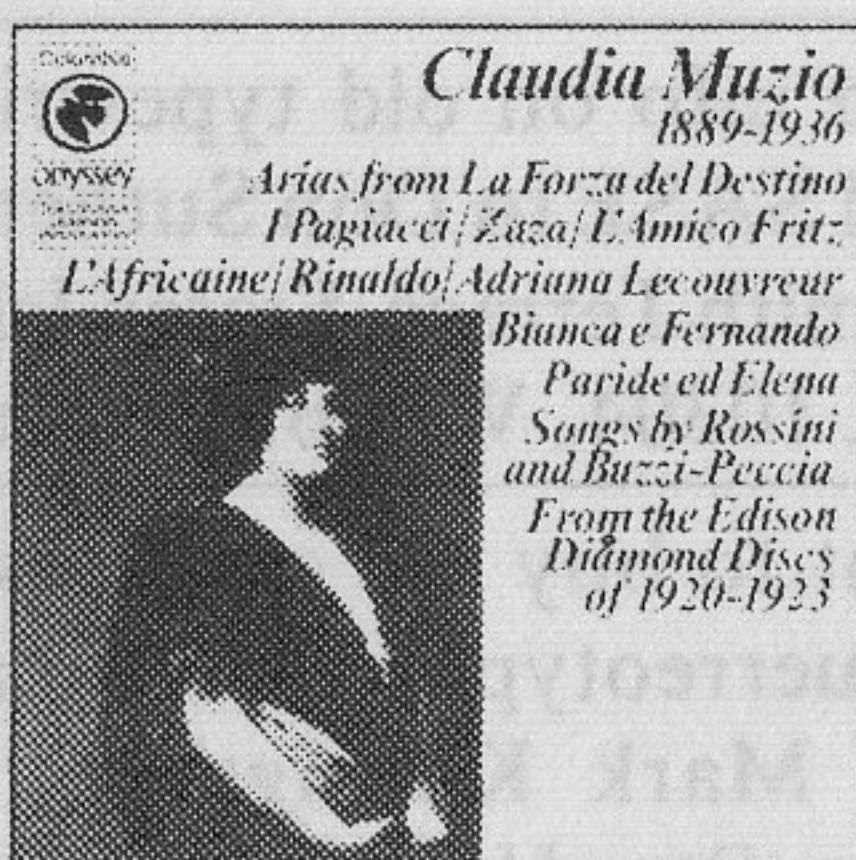 Columbia
ODYSSEY
Claudia Muzio
1889-1936
Arias from La Forza del Destino
I Pagiacci/Zaza/L'Amico Fritz
L'Africaine/Rinaldo/Adriana Lecouvreur
Bianca e Fernando
Paride ed Elena
Songs by Rossini
and Buzzi-Peccia
From the Edison
Diamond Discs
of 1920-1923